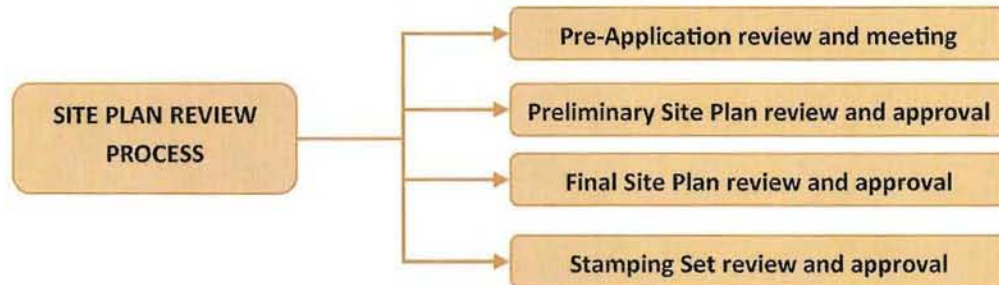 SITE PLAN REVIEW
PROCESS
Pre-Application review and meeting
Preliminary Site Plan review and approval
Final Site Plan review and approval
Stamping Set review and approval